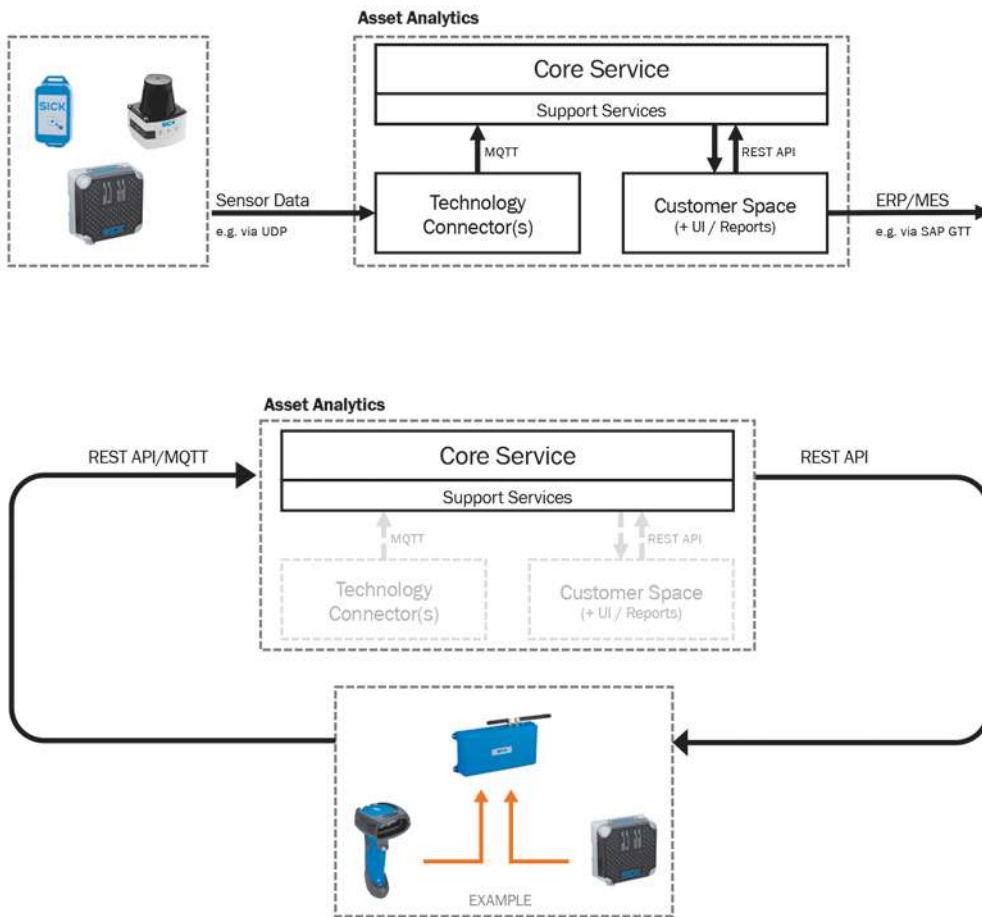 Asset Analytics
Core Service
Support Services
MQTT
REST API
SICK
SICK
Sensor Data
e.g. via UDP
Technology
Connector(s)
Customer Space
(+ UI / Reports)
ERP/MES
e.g. via SAP GTT
Asset Analytics
REST API/MQTT
Core Service
REST API
Support Services
MQTT
REST API
Technology
Connector(s)
Customer Space
(+ UI / Reports)
EXAMPLE